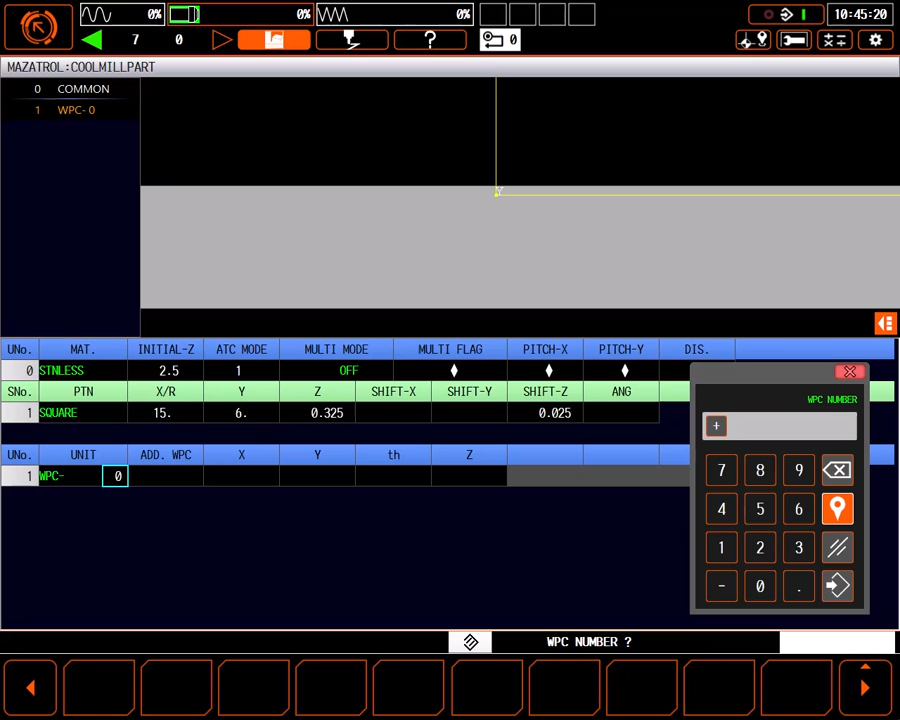 0% 0% 0% 10:45:20
7 0 ? 0
MAZATROL:COOLMILLPART
0 COMMON
1 WPC- 0
UNo. MAT. INITIAL-Z ATC MODE MULTI MODE MULTI FLAG PITCH-X PITCH-Y DIS.
0 STNLESS 2.5 1 OFF ♦ ♦ ♦
SNo. PTN X/R Y Z SHIFT-X SHIFT-Y SHIFT-Z ANG
1 SQUARE 15. 6. 0.325 0.025
UNo. UNIT ADD. WPC X Y th Z
1 WPC- 0
WPC NUMBER
+
7 8 9
4 5 6
1 2 3
- 0 .
WPC NUMBER ?